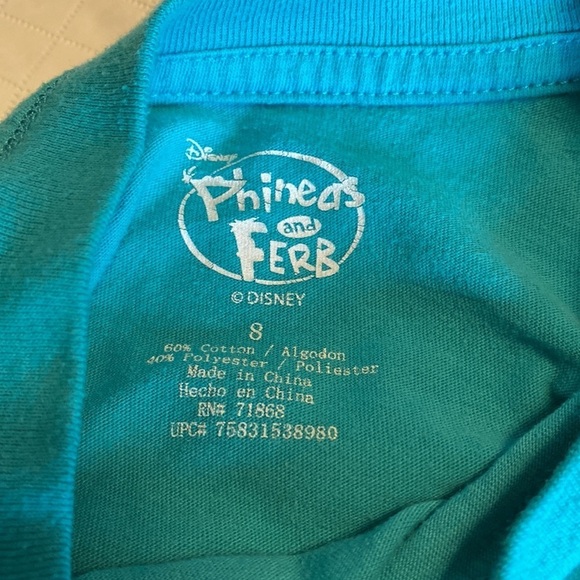 Disney
Phineas
and
FERB
© DISNEY
8
60% Cotton / Algodon
40% Polyester / Poliester
Made in China
Hecho en China
RN# 71868
UPC# 75831538980